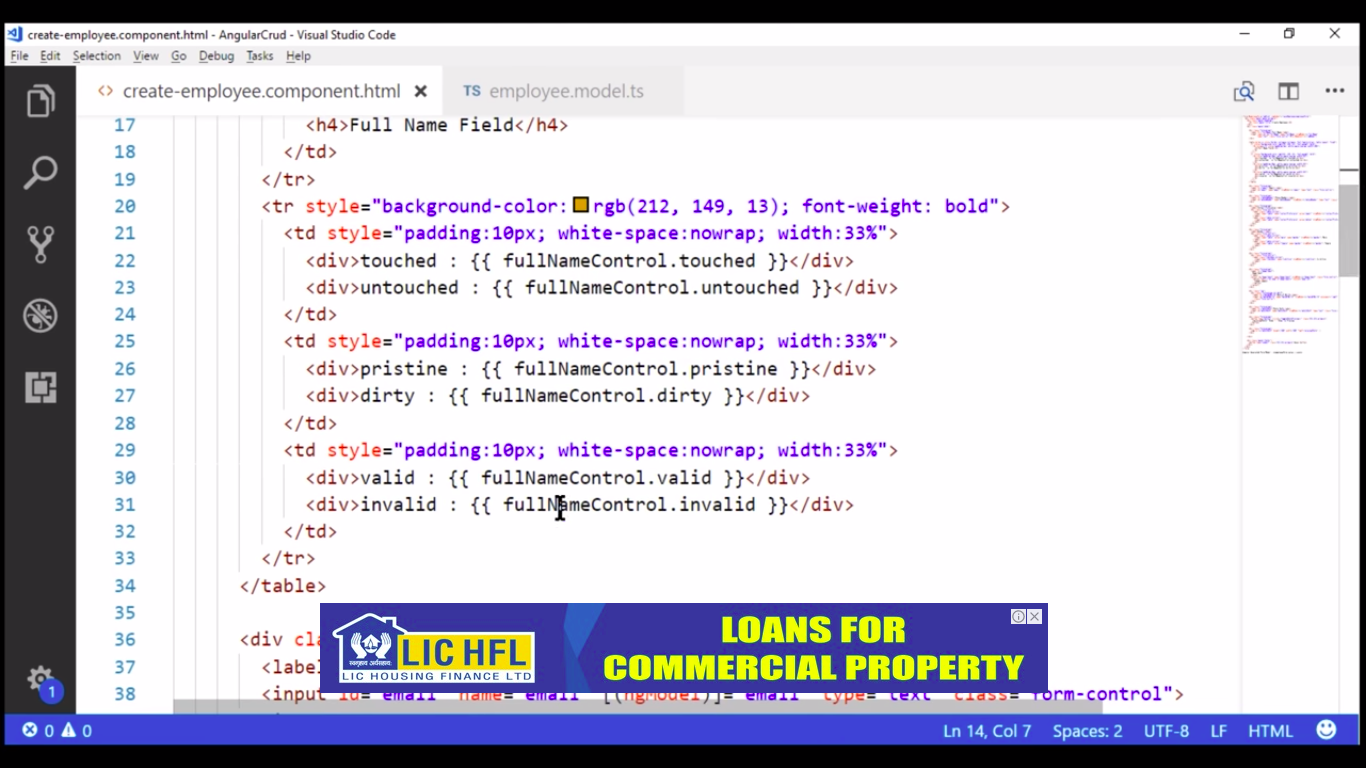 create-employee.component.html - AngularCrud - Visual Studio Code
File Edit Selection View Go Debug Tasks Help
<> create-employee.component.html TS employee.model.ts
17 <h4>Full Name Field</h4>
18 </td>
19 </tr>
20 <tr style="background-color: rgb(212, 149, 13); font-weight: bold">
21 <td style="padding:10px; white-space:nowrap; width:33%">
22 <div>touched : {{ fullNameControl.touched }}</div>
23 <div>untouched : {{ fullNameControl.untouched }}</div>
24 </td>
25 <td style="padding:10px; white-space:nowrap; width:33%">
26 <div>pristine : {{ fullNameControl.pristine }}</div>
27 <div>dirty : {{ fullNameControl.dirty }}</div>
28 </td>
29 <td style="padding:10px; white-space:nowrap; width:33%">
30 <div>valid : {{ fullNameControl.valid }}</div>
31 <div>invalid : {{ fullNameControl.invalid }}</div>
32 </td>
33 </tr>
34 </table>
35
36 <div cla
37 <label
38 <input id="email" name="email" [(ngModel)]="email" type="text" class="form-control">
LIC HFL
LIC HOUSING FINANCE LTD
LOANS FOR
COMMERCIAL PROPERTY
1
0 0 Ln 14, Col 7 Spaces: 2 UTF-8 LF HTML